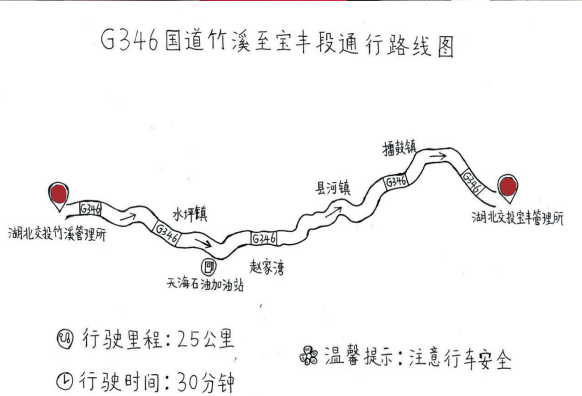 G346国道竹溪至宝丰段通行路线图
擂鼓镇
县河镇
G346
G346
G346
水坪镇
湖北交投竹溪管理所
G346
G346
湖北交投宝丰管理所
赵家湾
天海石油加油站
行驶里程:25公里
温馨提示:注意行车安全
行驶时间:30分钟